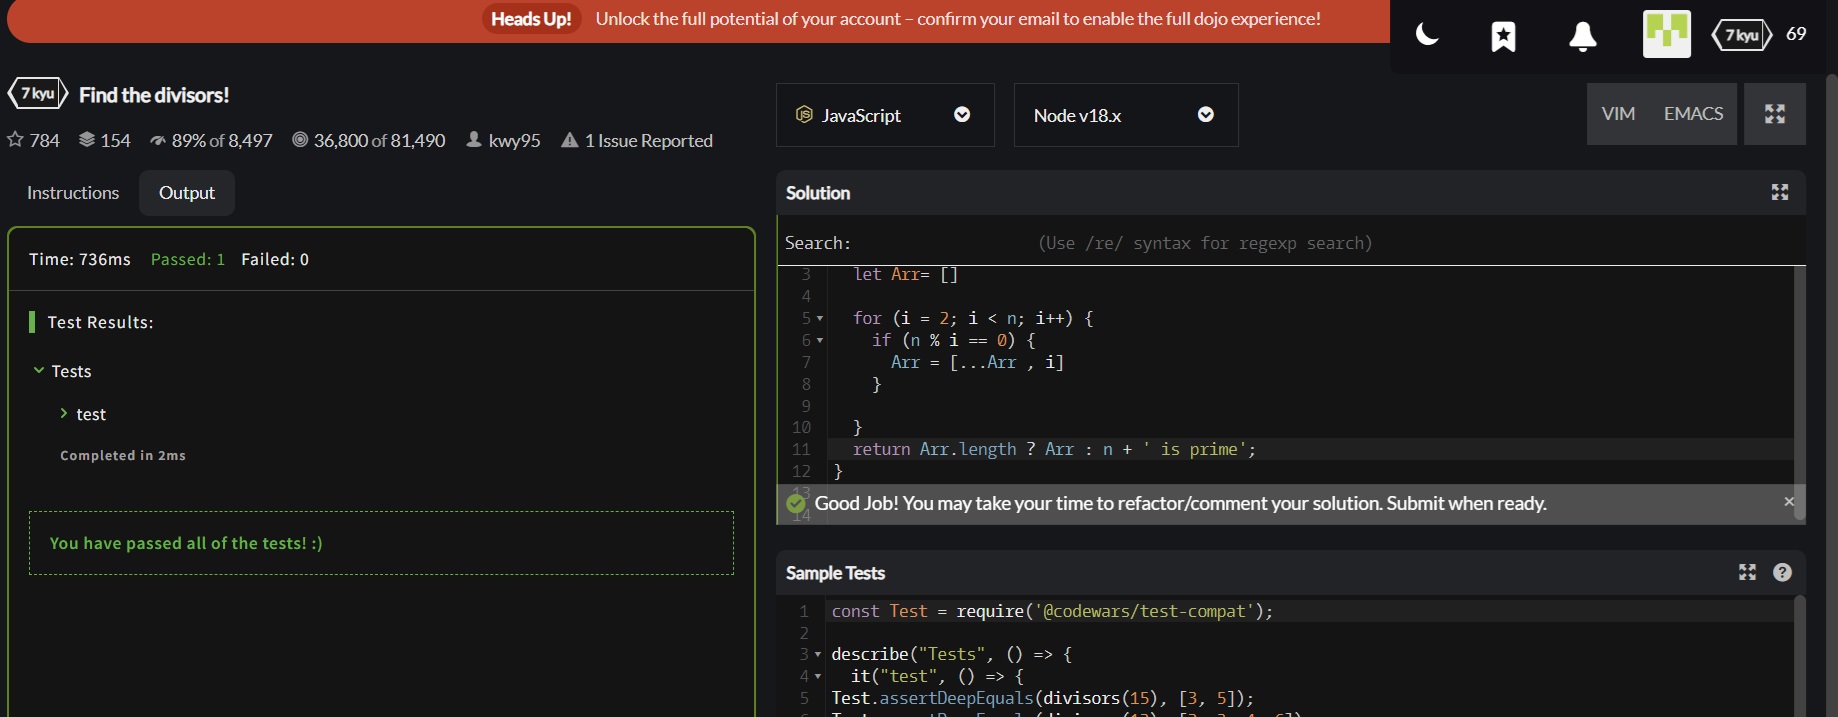 Heads Up! Unlock the full potential of your account – confirm your email to enable the full dojo experience!
7 kyu 69
7 kyu Find the divisors!
784 154 89% of 8,497 36,800 of 81,490 kwy95 1 Issue Reported
JavaScript Node v18.x VIM EMACS
Instructions Output
Time: 736ms Passed: 1 Failed: 0
Test Results:
Tests
test
Completed in 2ms
You have passed all of the tests! :)
Solution
Search: (Use /re/ syntax for regexp search)
3 let Arr= []
4
5 for (i = 2; i < n; i++) {
6 if (n % i == 0) {
7 Arr = [...Arr , i]
8 }
9
10 }
11 return Arr.length ? Arr : n + ' is prime';
12 }
13
Good Job! You may take your time to refactor/comment your solution. Submit when ready. ×
14
Sample Tests
1 const Test = require('@codewars/test-compat');
2
3 describe("Tests", () => {
4 it("test", () => {
5 Test.assertDeepEquals(divisors(15), [3, 5]);